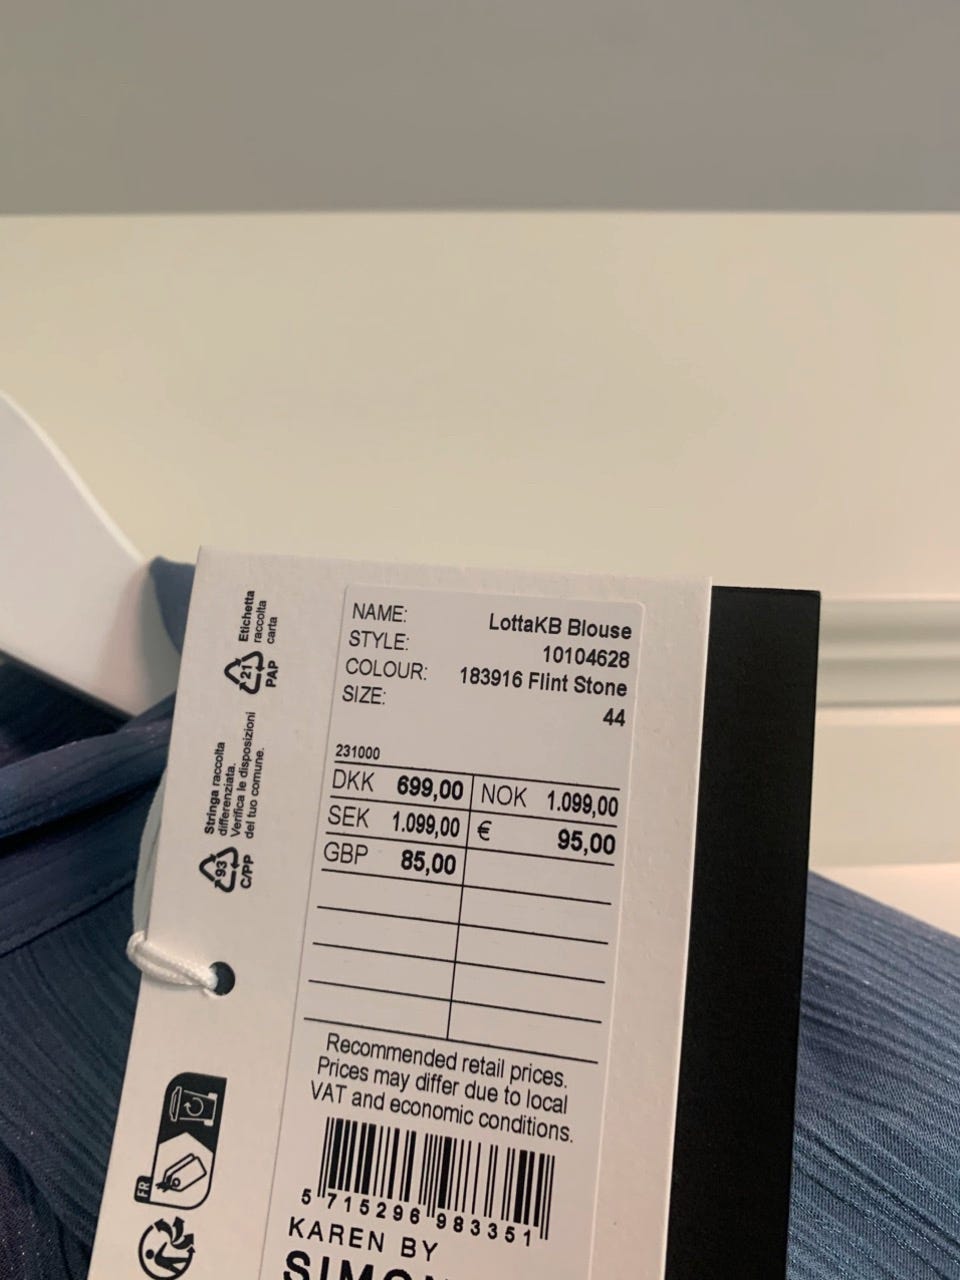 NAME: LottaKB Blouse
STYLE: 10104628
COLOUR: 183916 Flint Stone
SIZE: 44
231000
DKK 699,00 NOK 1.099,00
SEK 1.099,00 € 95,00
GBP 85,00
Recommended retail prices.
Prices may differ due to local
VAT and economic conditions.
5 715296 983351
KAREN BY
Etichetta
raccolta
carta
21
PAP
Stringa raccolta
differenziata.
Verifica le disposizioni
del tuo comune.
93
C/PP
FR